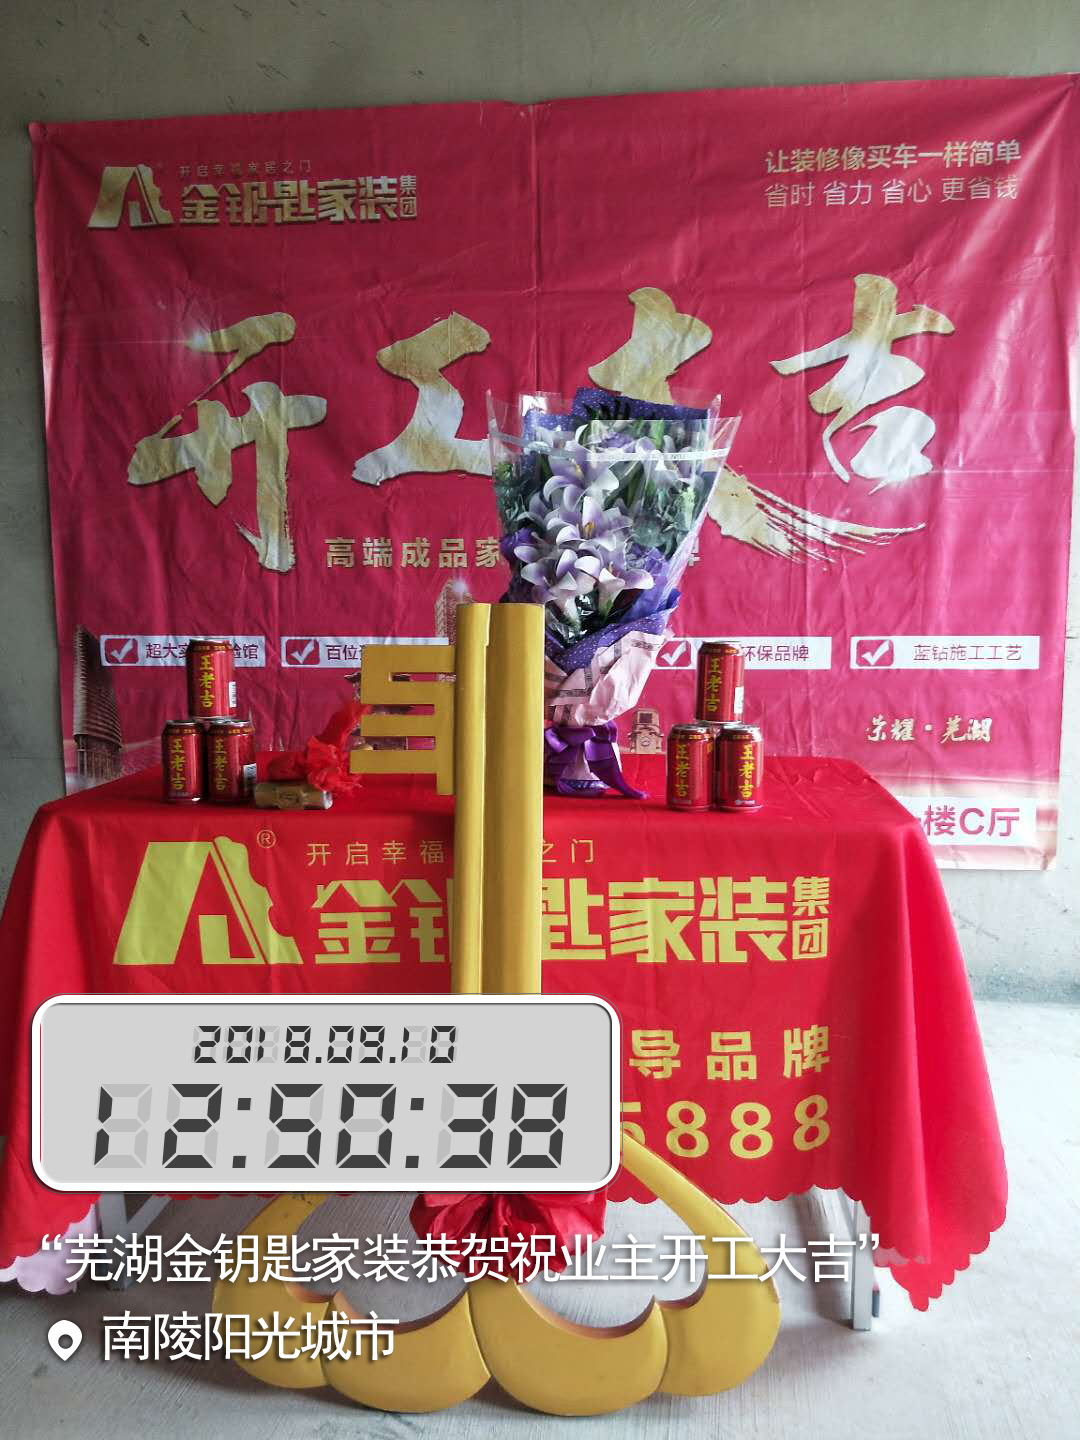 开启幸福家居之门
金钥匙家装集团
让装修像买车一样简单
省时 省力 省心 更省钱
开工大吉
高端成品家
牌
超大实 验馆
百位
环保品牌
蓝钻施工工艺
王老吉
王老吉
王老吉
王老吉
王老吉
王老吉
荣耀·芜湖
楼C厅
®
开启幸福 之门
金钥匙家装集团
导品牌
5888
2018.09.10
12:50:38
“芜湖金钥匙家装恭贺祝业主开工大吉”
南陵阳光城市